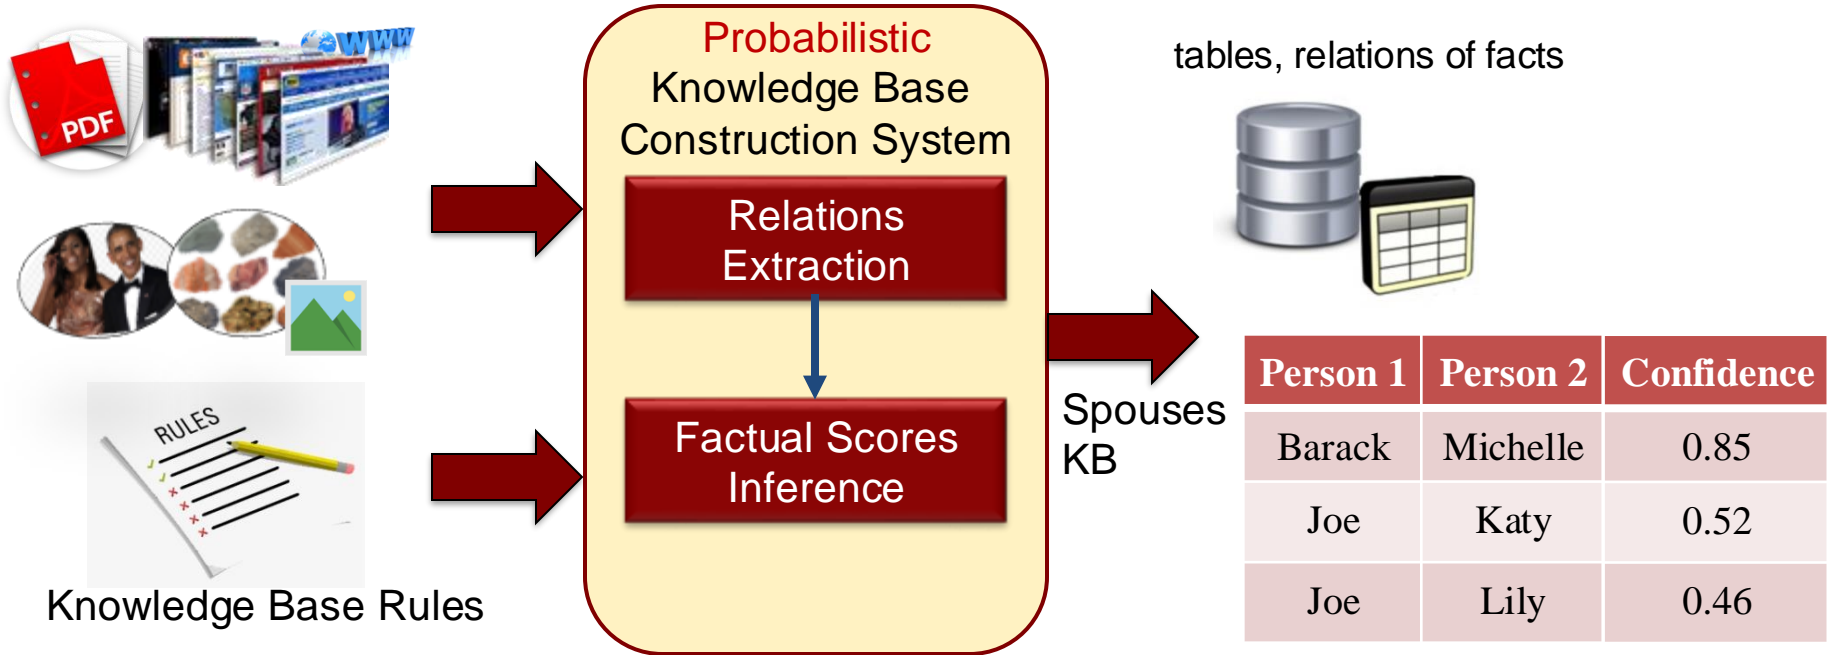 PDF
WWW
RULES
Knowledge Base Rules
Probabilistic
Knowledge Base
Construction System
Relations
Extraction
Factual Scores
Inference
Spouses
KB
tables, relations of facts
Person 1 Person 2 Confidence
Barack Michelle 0.85
Joe Katy 0.52
Joe Lily 0.46